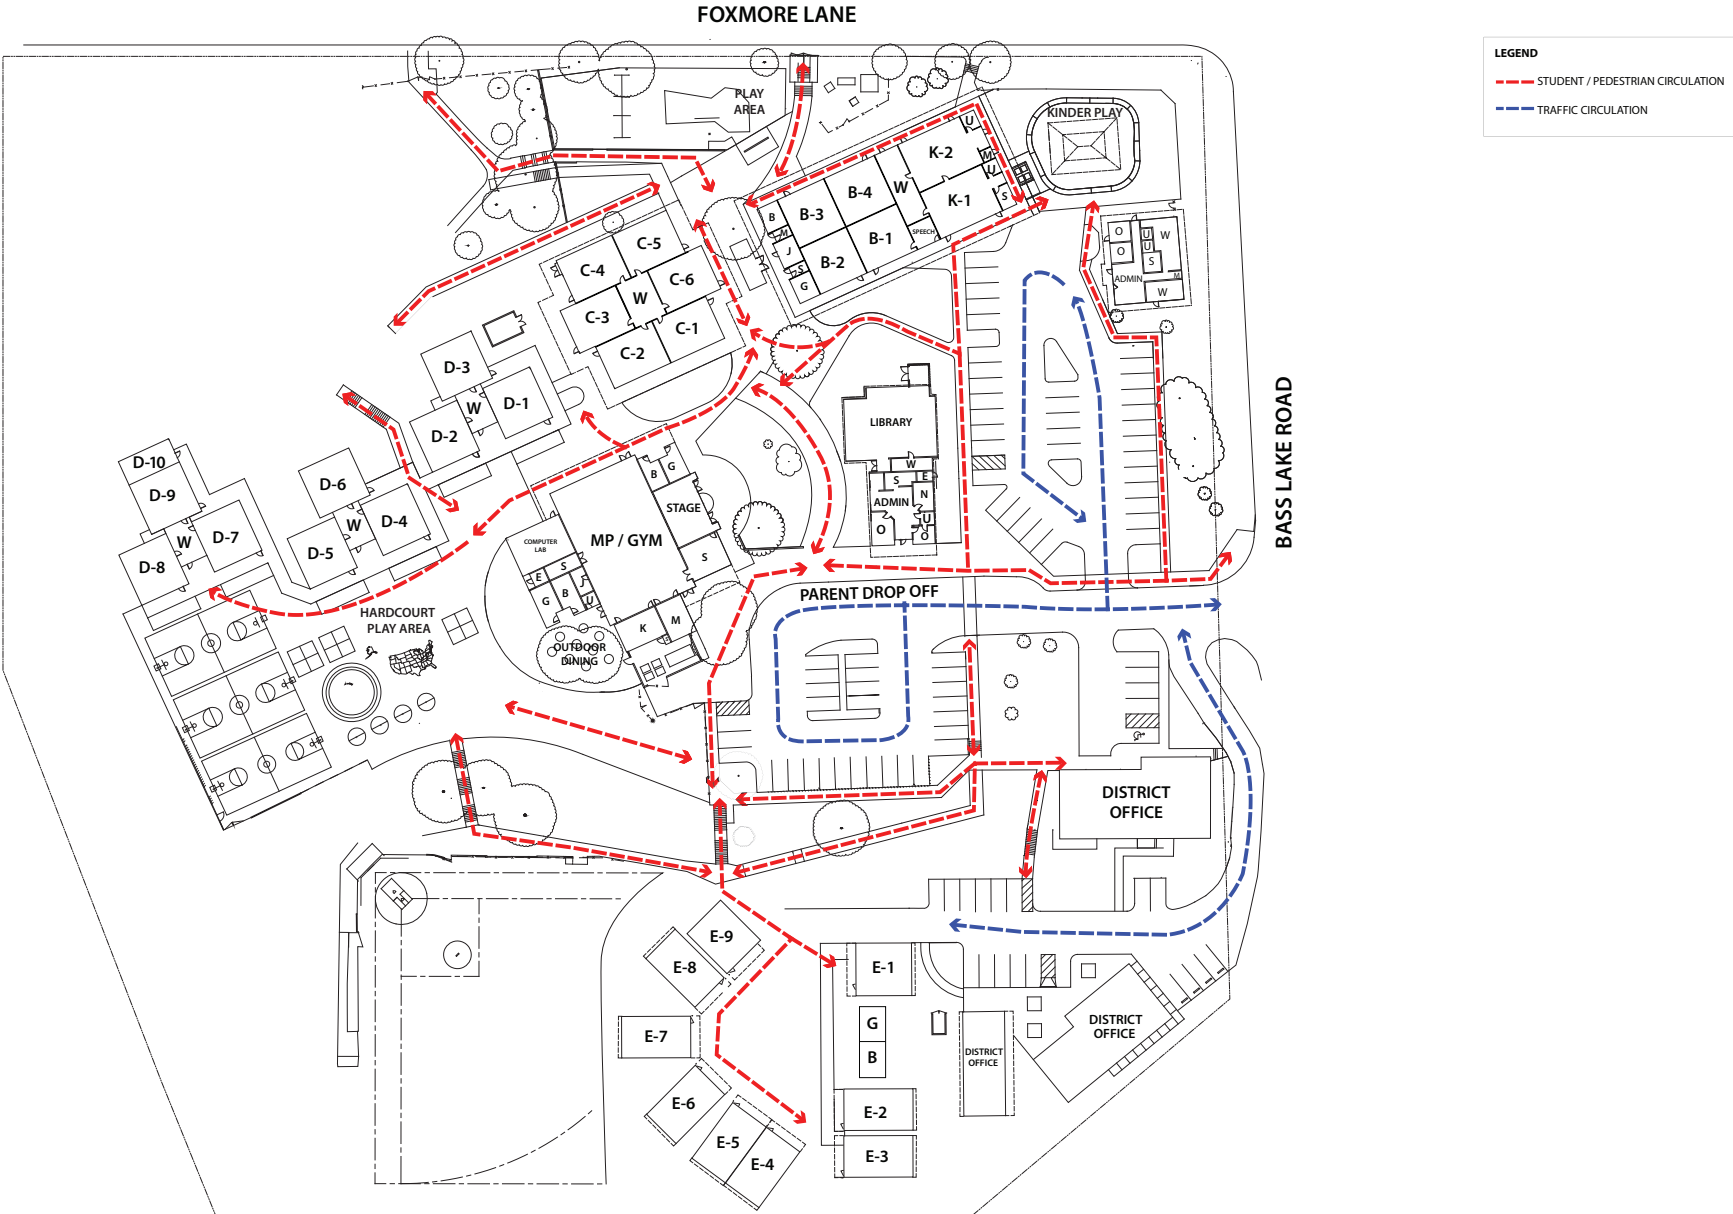 FOXMORE LANE
LEGEND
STUDENT / PEDESTRIAN CIRCULATION
TRAFFIC CIRCULATION
PLAY
AREA
KINDER PLAY
U
K-2
M
U
B-4
W
K-1
S
B-3
B
M
B-1
SPEECH
J
B-2
S
G
O
U
W
O
U
S
ADMIN
M
W
C-5
C-4
C-6
W
C-3
C-1
C-2
D-3
D-1
W
D-2
BASS LAKE ROAD
LIBRARY
W
S
E
ADMIN
N
O
U
O
D-10
D-9
D-6
D-7
W
D-8
D-4
W
D-5
G
B
STAGE
MP / GYM
COMPUTER
LAB
S
S
E
J
B
G
U
K
M
OUTDOOR
DINING
HARDCOURT
PLAY AREA
PARENT DROP OFF
DISTRICT
OFFICE
E-9
E-8
E-1
E-7
G
B
DISTRICT
OFFICE
DISTRICT
OFFICE
E-6
E-2
E-5
E-4
E-3